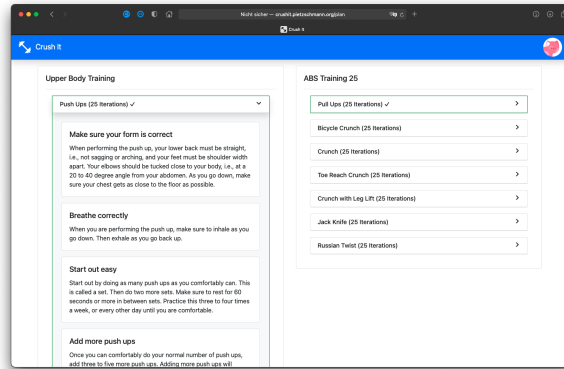 Nicht sicher — crushit.pietzschmann.org/plan
Crush It
Crush It
Upper Body Training
Push Ups (25 Iterations) ✓
Make sure your form is correct
When performing the push up, your lower back must be straight,
i.e., not sagging or arching, and your feet must be shoulder width
apart. Your elbows should be tucked close to your body, i.e., at a
20 to 40 degree angle from your abdomen. As you go down, make
sure your chest gets as close to the floor as possible.
Breathe correctly
When you are performing the push up, make sure to inhale as you
go down. Then exhale as you go back up.
Start out easy
Start out by doing as many push ups as you comfortably can. This
is called a set. Then do two more sets. Make sure to rest for 60
seconds or more in between sets. Practice this three to four times
a week, or every other day until you are comfortable.
Add more push ups
Once you can comfortably do your normal number of push ups,
add three to five more push ups. Adding more push ups will
ABS Training 25
Pull Ups (25 Iterations) ✓
Bicycle Crunch (25 Iterations)
Crunch (25 Iterations)
Toe Reach Crunch (25 Iterations)
Crunch with Leg Lift (25 Iterations)
Jack Knife (25 Iterations)
Russian Twist (25 Iterations)